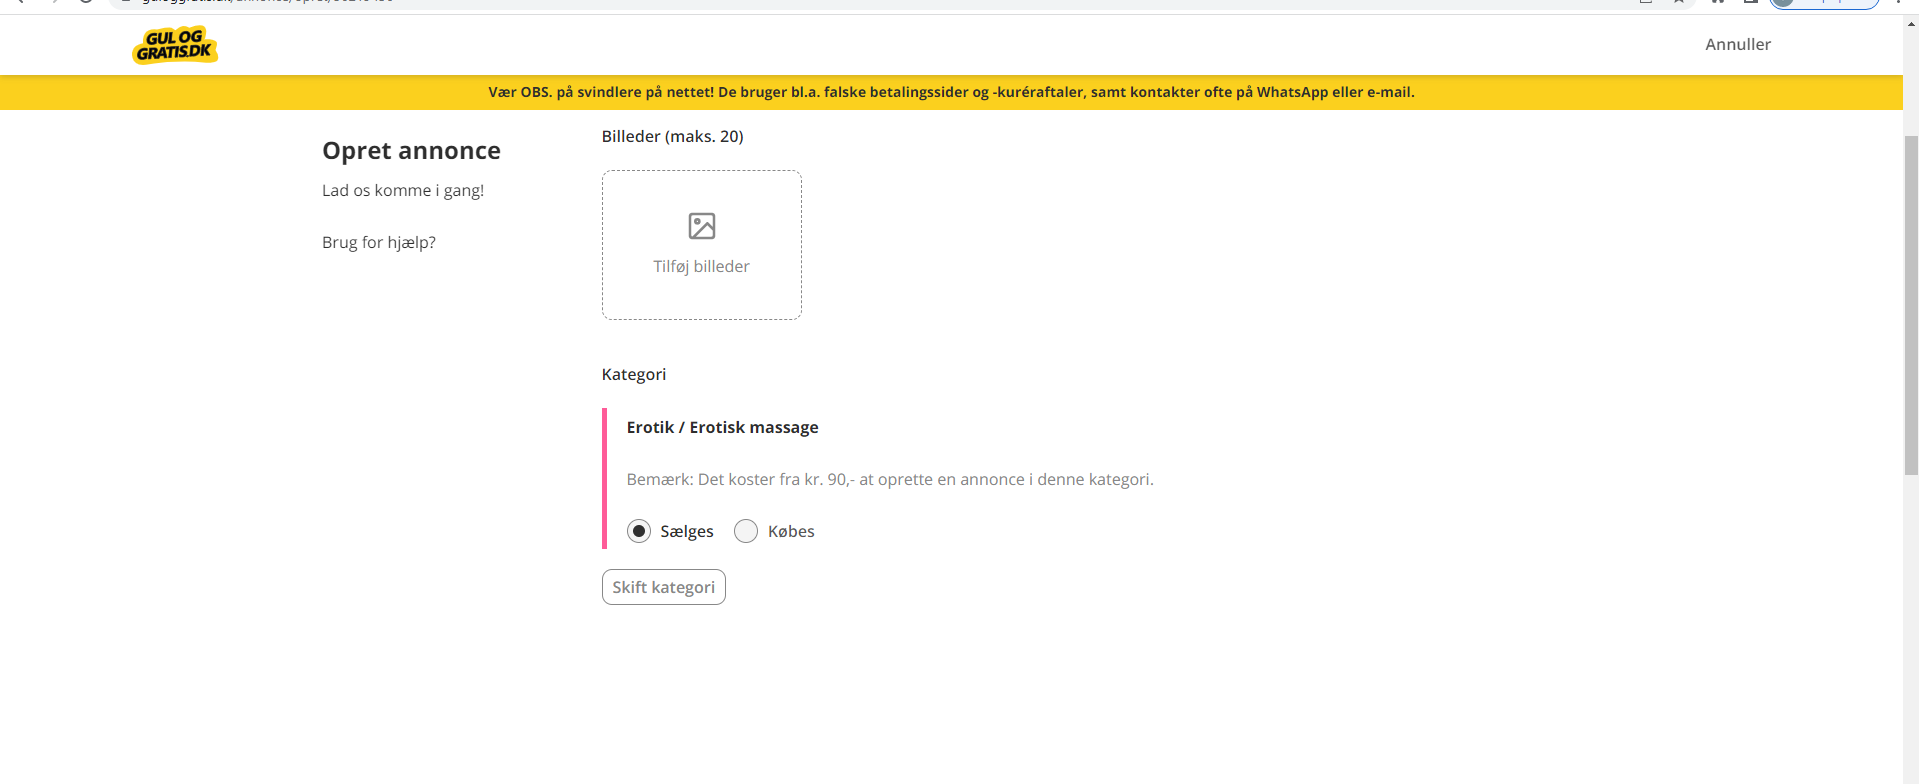 GUL OG
GRATIS.DK
Annuller
Vær OBS. på svindlere på nettet! De bruger bl.a. falske betalingssider og -kuréraftaler, samt kontakter ofte på WhatsApp eller e-mail.
Opret annonce
Lad os komme i gang!
Brug for hjælp?
Billeder (maks. 20)
Tilføj billeder
Kategori
Erotik / Erotisk massage
Bemærk: Det koster fra kr. 90,- at oprette en annonce i denne kategori.
Sælges
Købes
Skift kategori